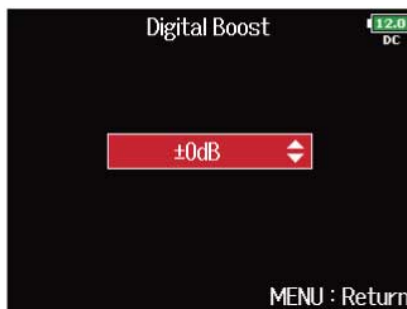 Digital Boost
12.0
DC
±0dB
MENU : Return